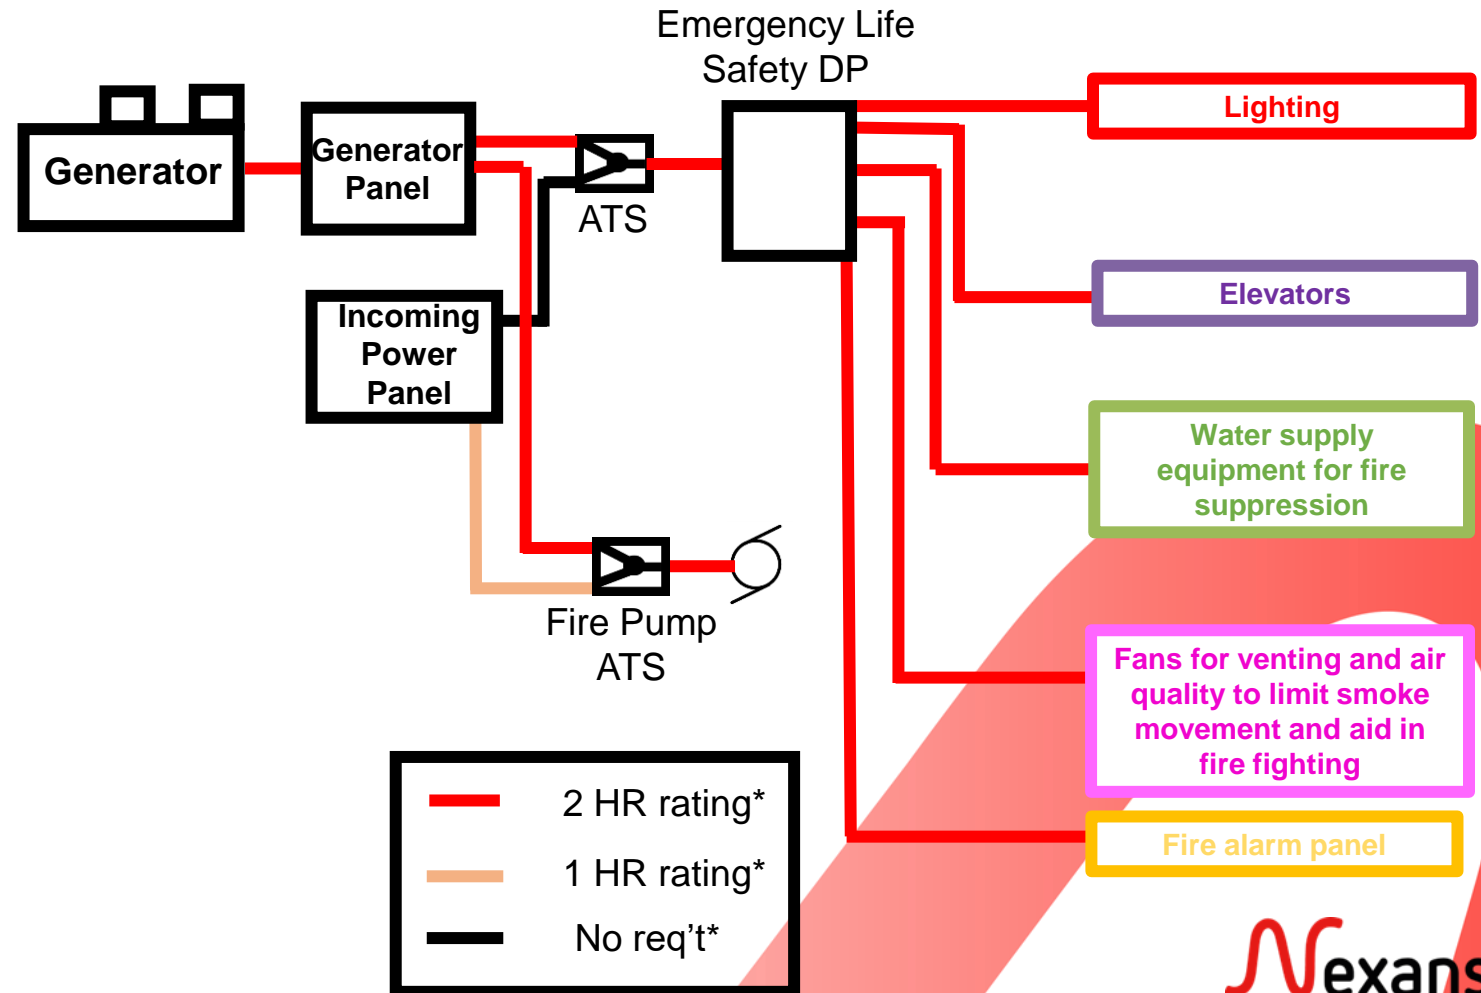 Emergency Life
Safety DP
Generator
Generator
Panel
ATS
Lighting
Elevators
Incoming
Power
Panel
Water supply
equipment for fire
suppression
Fire Pump
ATS
Fans for venting and air
quality to limit smoke
movement and aid in
fire fighting
Fire alarm panel
2 HR rating*
1 HR rating*
No req't*
Nexans